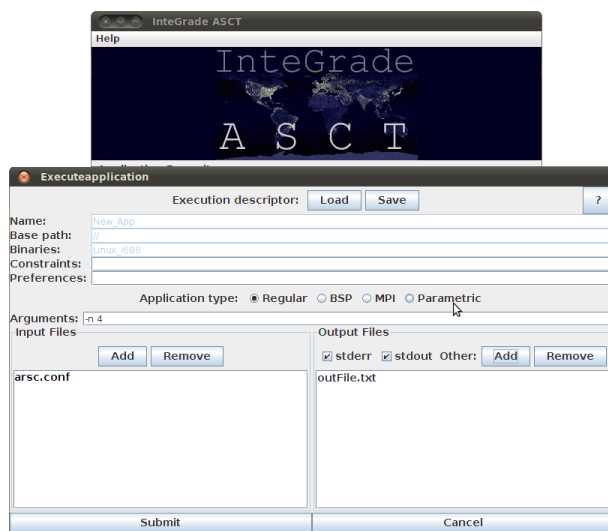 InteGrade ASCT
Help
InteGrade
A S C T
Executeapplication
Execution descriptor: Load Save ?
Name: New_App
Base path: //
Binaries: Linux_i686
Constraints:
Preferences:
Application type: Regular BSP MPI Parametric
Arguments: -n 4
Input Files Output Files
Add Remove stderr stdout Other: Add Remove
arsc.conf outFile.txt
Submit Cancel